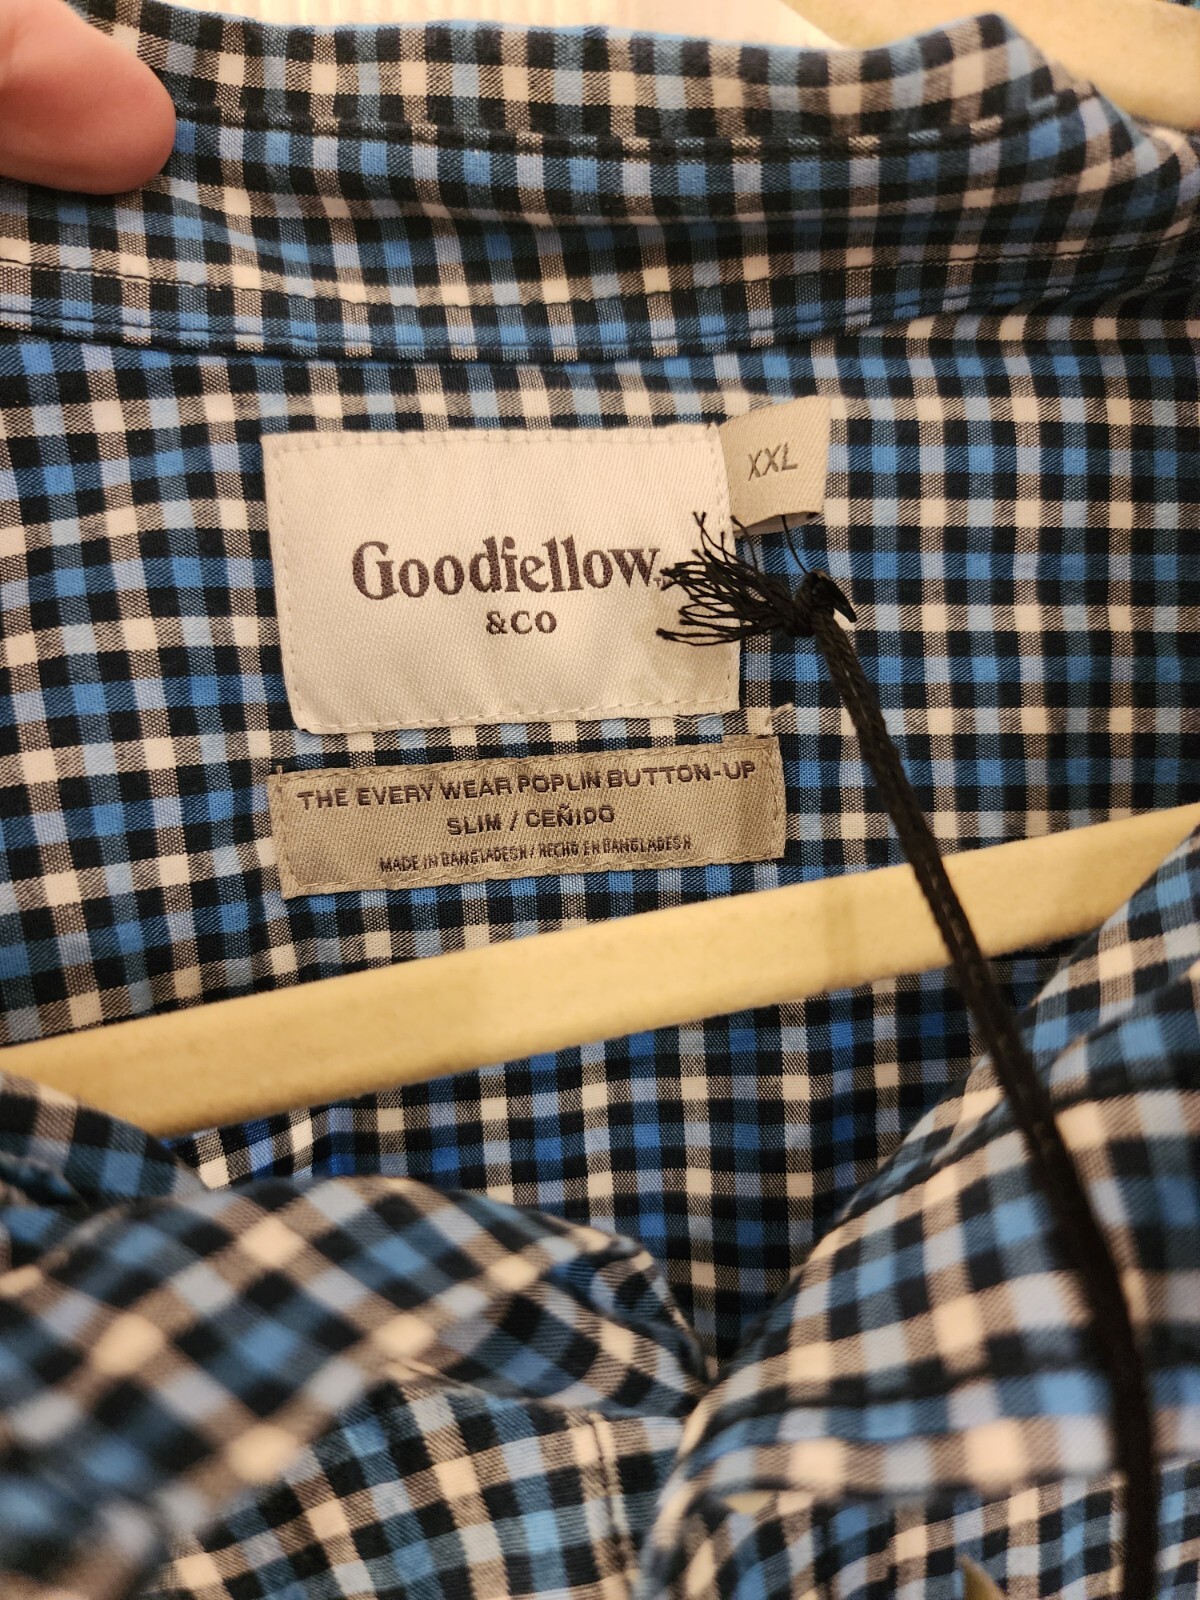 XXL
Goodfellow
&CO
THE EVERY WEAR POPLIN BUTTON-UP
SLIM / CEÑIDO
MADE IN BANGLADESH / HECHO EN BANGLADESH